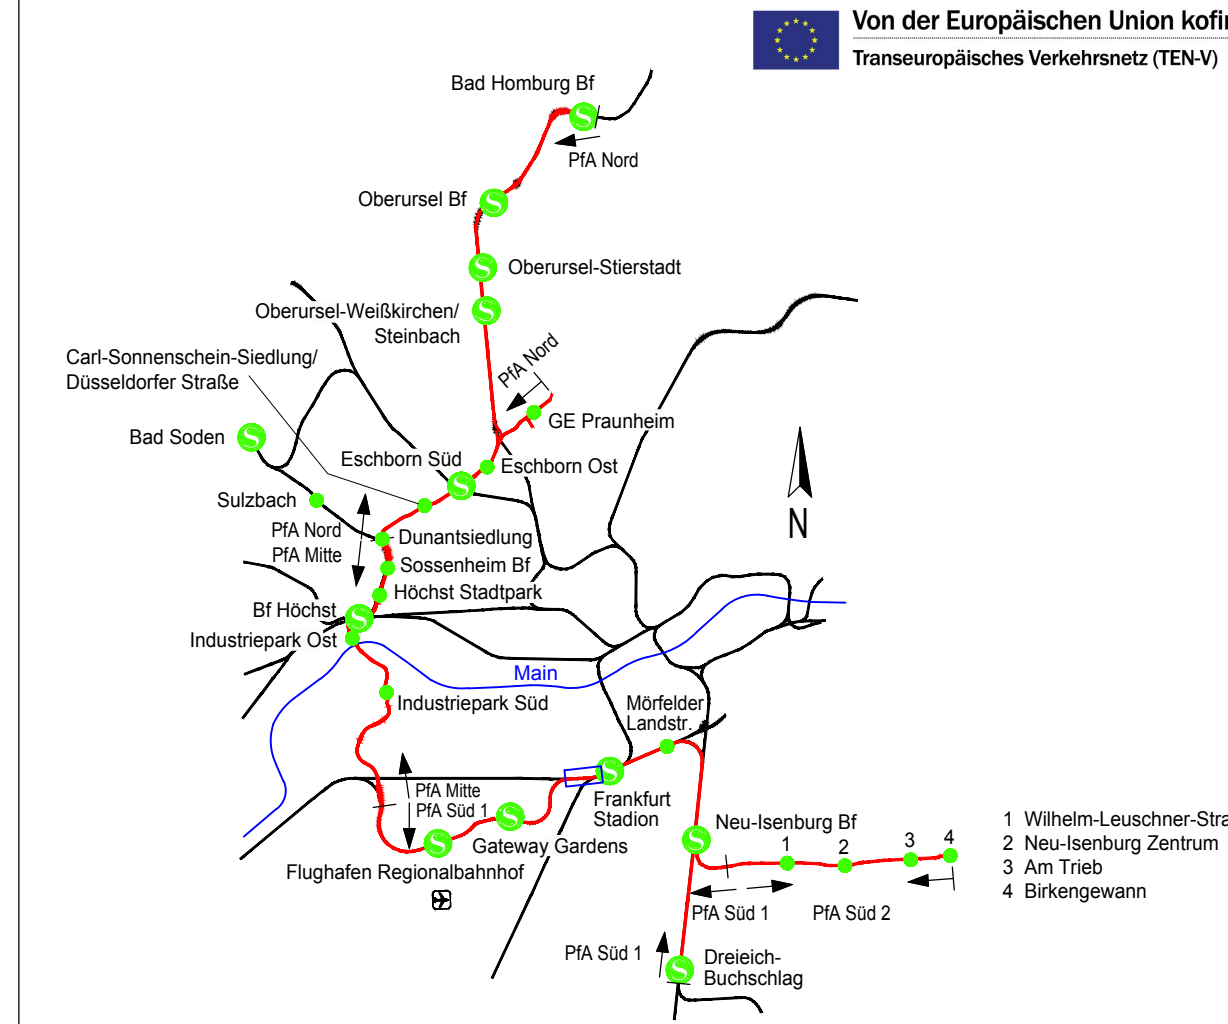 Von der Europäischen Union kofin
Transeuropäisches Verkehrsnetz (TEN-V)
Bad Homburg Bf
PfA Nord
Oberursel Bf
Oberursel-Stierstadt
Oberursel-Weißkirchen/
Steinbach
PfA Nord
Carl-Sonnenschein-Siedlung/
Düsseldorfer Straße
GE Praunheim
Bad Soden
Eschborn Süd
Eschborn Ost
Sulzbach
PfA Nord
PfA Mitte
Dunantsiedlung
Sossenheim Bf
Höchst Stadtpark
Bf Höchst
Industriepark Ost
N
Main
Industriepark Süd
Mörfelder
Landstr.
PfA Mitte
PfA Süd 1
Frankfurt
Stadion
Gateway Gardens
Flughafen Regionalbahnhof
Neu-Isenburg Bf
1 2 3 4
PfA Süd 1
PfA Süd 2
1 Wilhelm-Leuschner-Stra
2 Neu-Isenburg Zentrum
3 Am Trieb
4 Birkengewann
PfA Süd 1
Dreieich-
Buchschlag